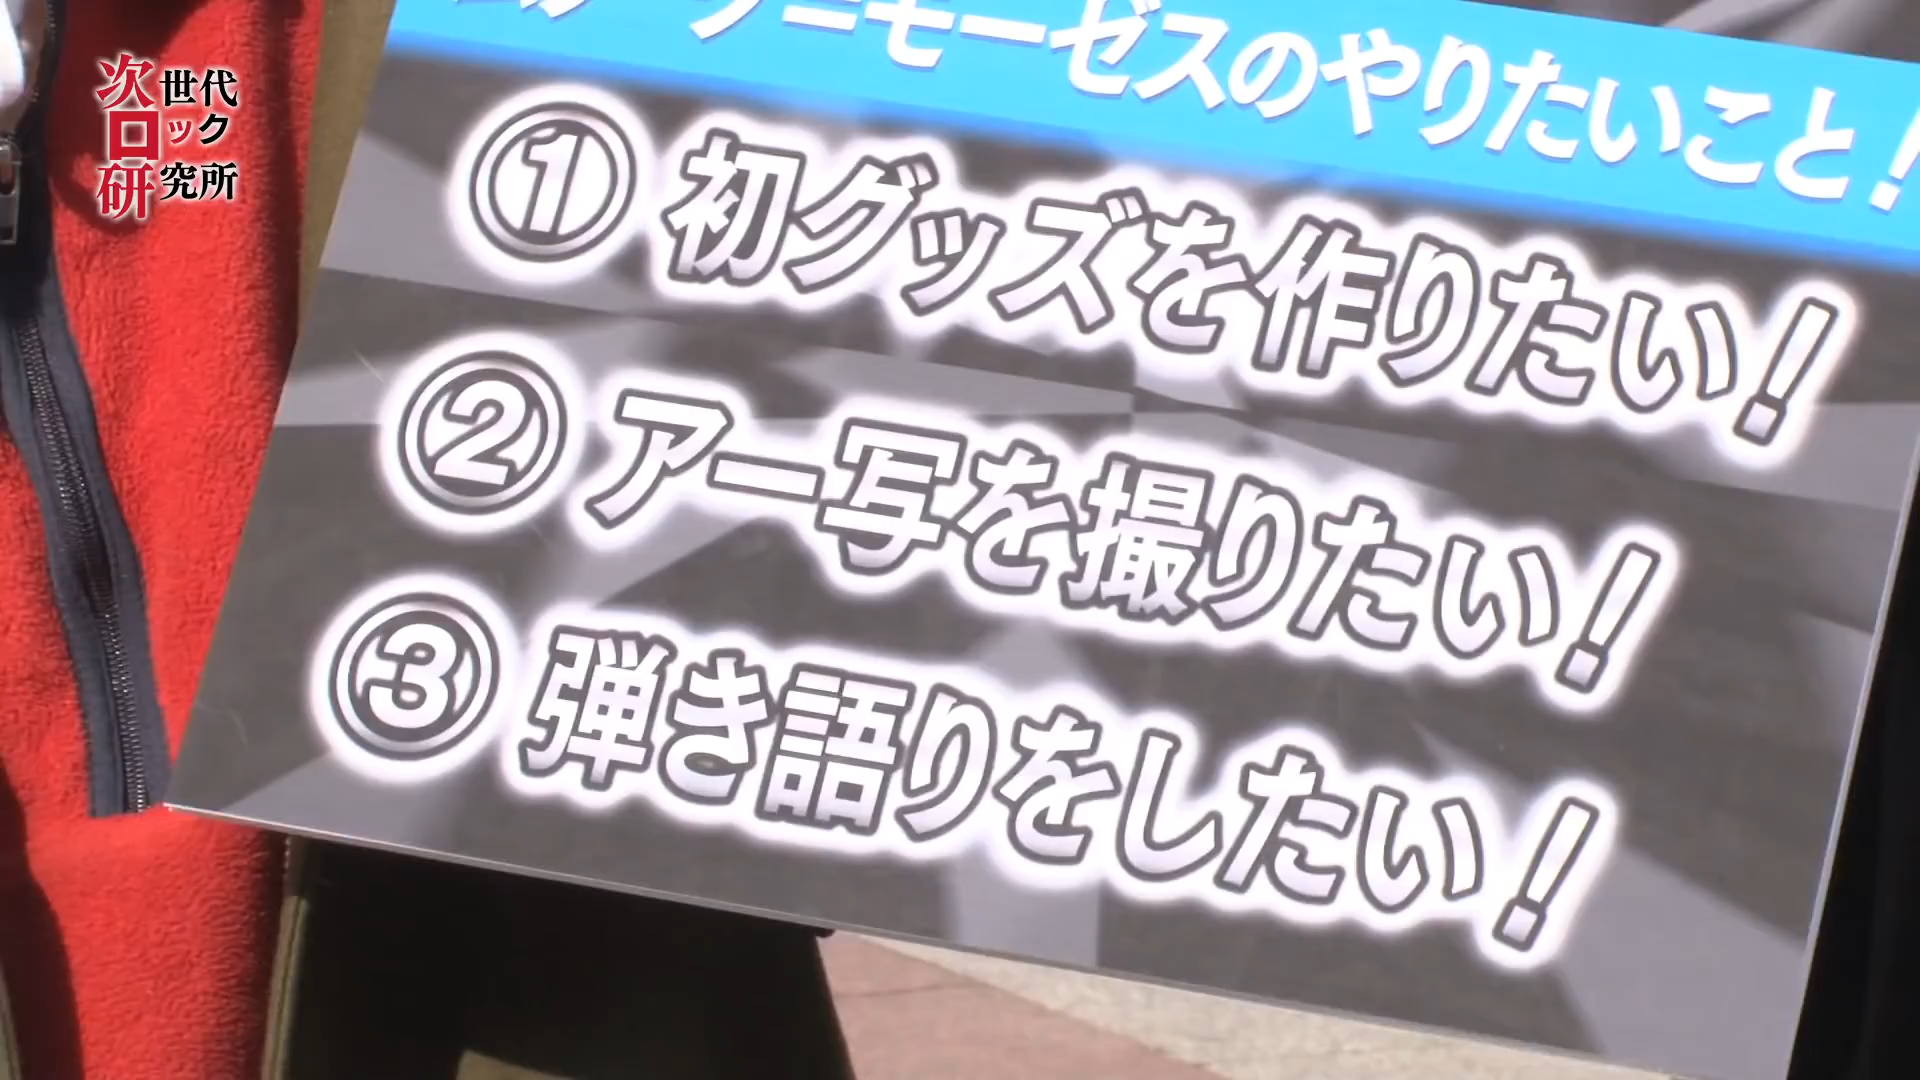 次世代
ロック
研究所
モーゼスのやりたいこと！
① 初グッズを作りたい！
② アー写を撮りたい！
③ 弾き語りをしたい！